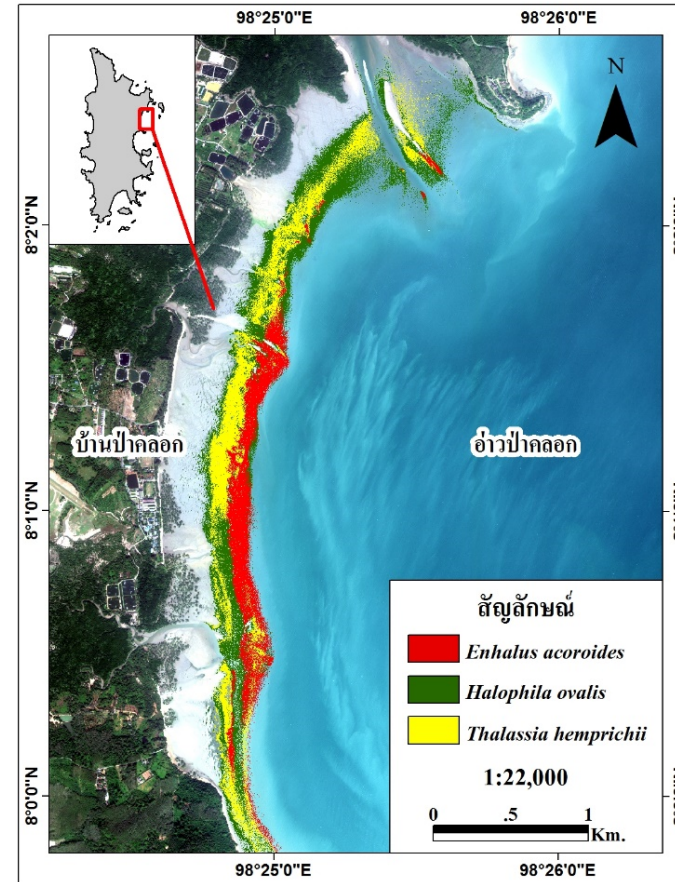 98°25'0"E
98°26'0"E
N
8°2'0"N
บ้านป่าคลอก
อ่าวป่าคลอก
8°1'0"N
สัญลักษณ์
Enhalus acoroides
Halophila ovalis
Thalassia hemprichii
1:22,000
0 .5 1
Km.
8°0'0"N
98°25'0"E
98°26'0"E